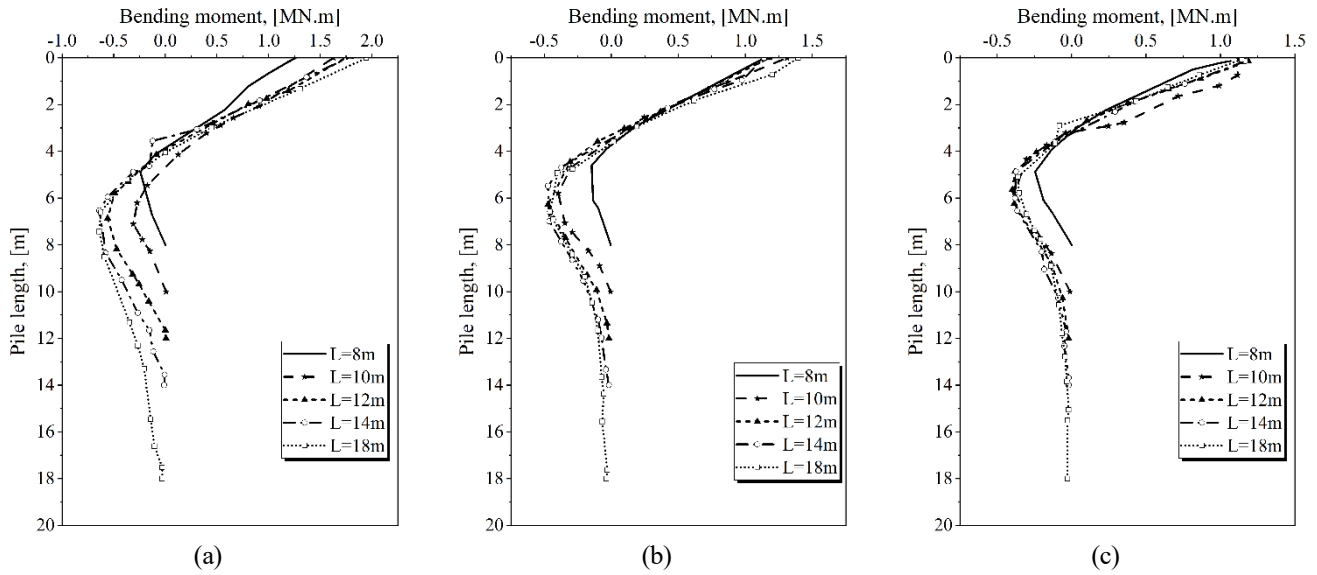 Bending moment, [MN.m]
-1.0 -0.5 0.0 0.5 1.0 1.5 2.0
0
2
4
6
8
10
12
14
16
18
20
Pile length, [m]
L=8m
L=10m
L=12m
L=14m
L=18m
(a)
Bending moment, [MN.m]
-0.5 0.0 0.5 1.0 1.5
0
2
4
6
8
10
12
14
16
18
20
Pile length, [m]
L=8m
L=10m
L=12m
L=14m
L=18m
(b)
Bending moment, [MN.m]
-0.5 0.0 0.5 1.0 1.5
0
2
4
6
8
10
12
14
16
18
20
Pile length, [m]
L=8m
L=10m
L=12m
L=14m
L=18m
(c)